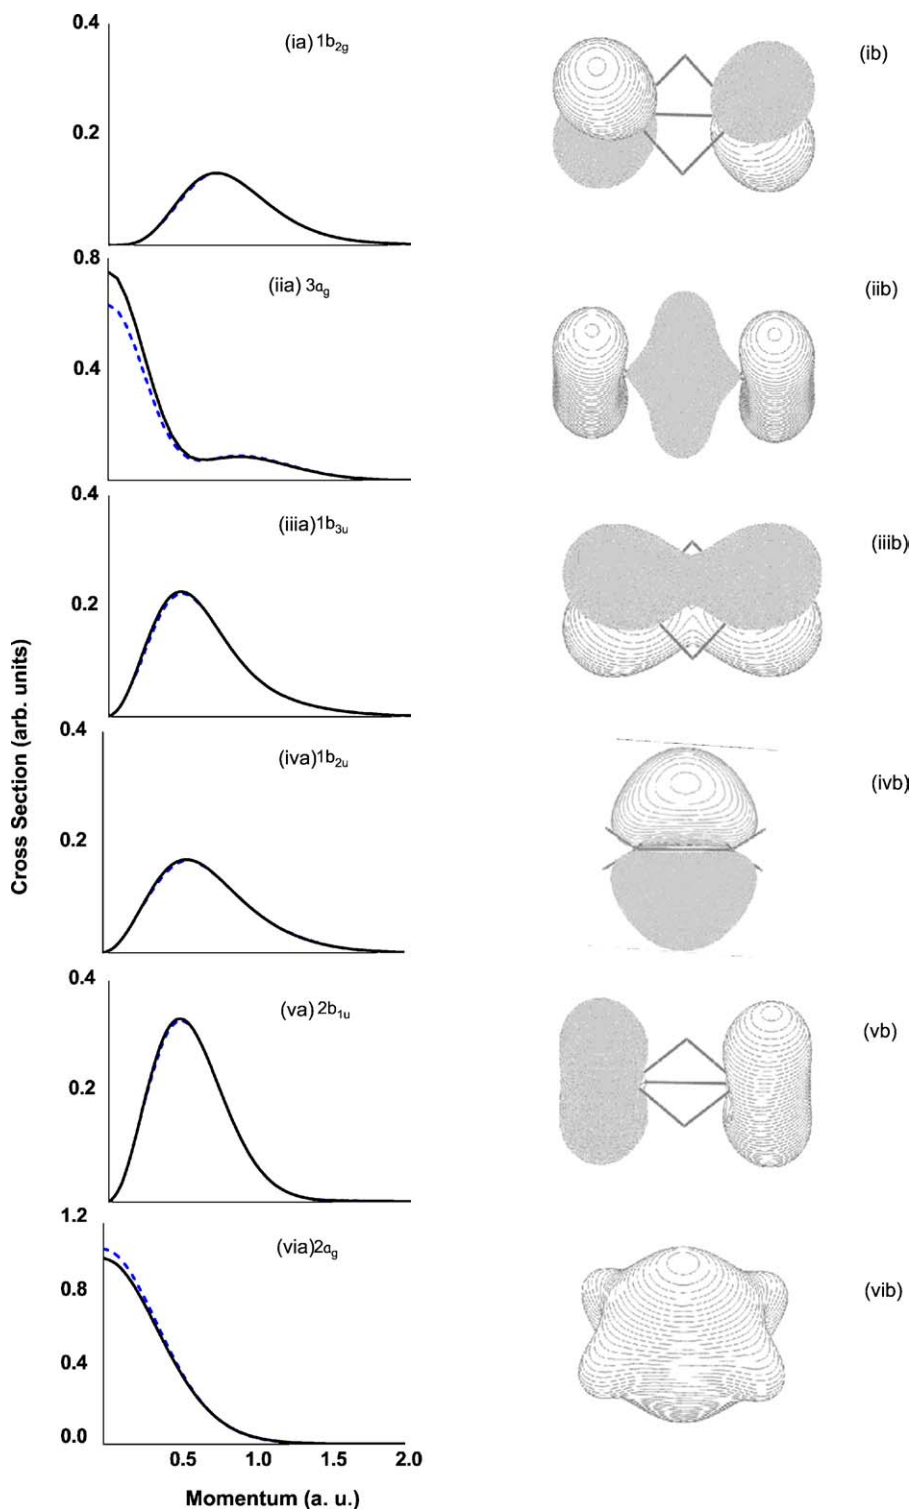 0.4
(ia) 1b2g
(ib)
0.2
0.8
(iia) 3ag
(iib)
0.4
0.4
(iiia)1b3u
(iiib)
0.2
0.4
(iva)1b2u
(ivb)
0.2
0.4
(va) 2b1u
(vb)
0.2
1.2
(via)2ag
(vib)
0.8
0.4
0.0
0.5 1.0 1.5 2.0
Momentum (a. u.)
Cross Section (arb. units)